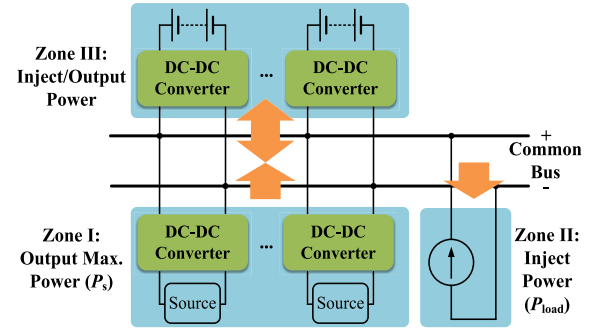 Zone III:
Inject/Output
Power
DC-DC
Converter
...
DC-DC
Converter
+
Common
Bus
-
Zone I:
Output Max.
Power (Ps)
DC-DC
Converter
...
DC-DC
Converter
Source
Source
Zone II:
Inject
Power
(Pload)